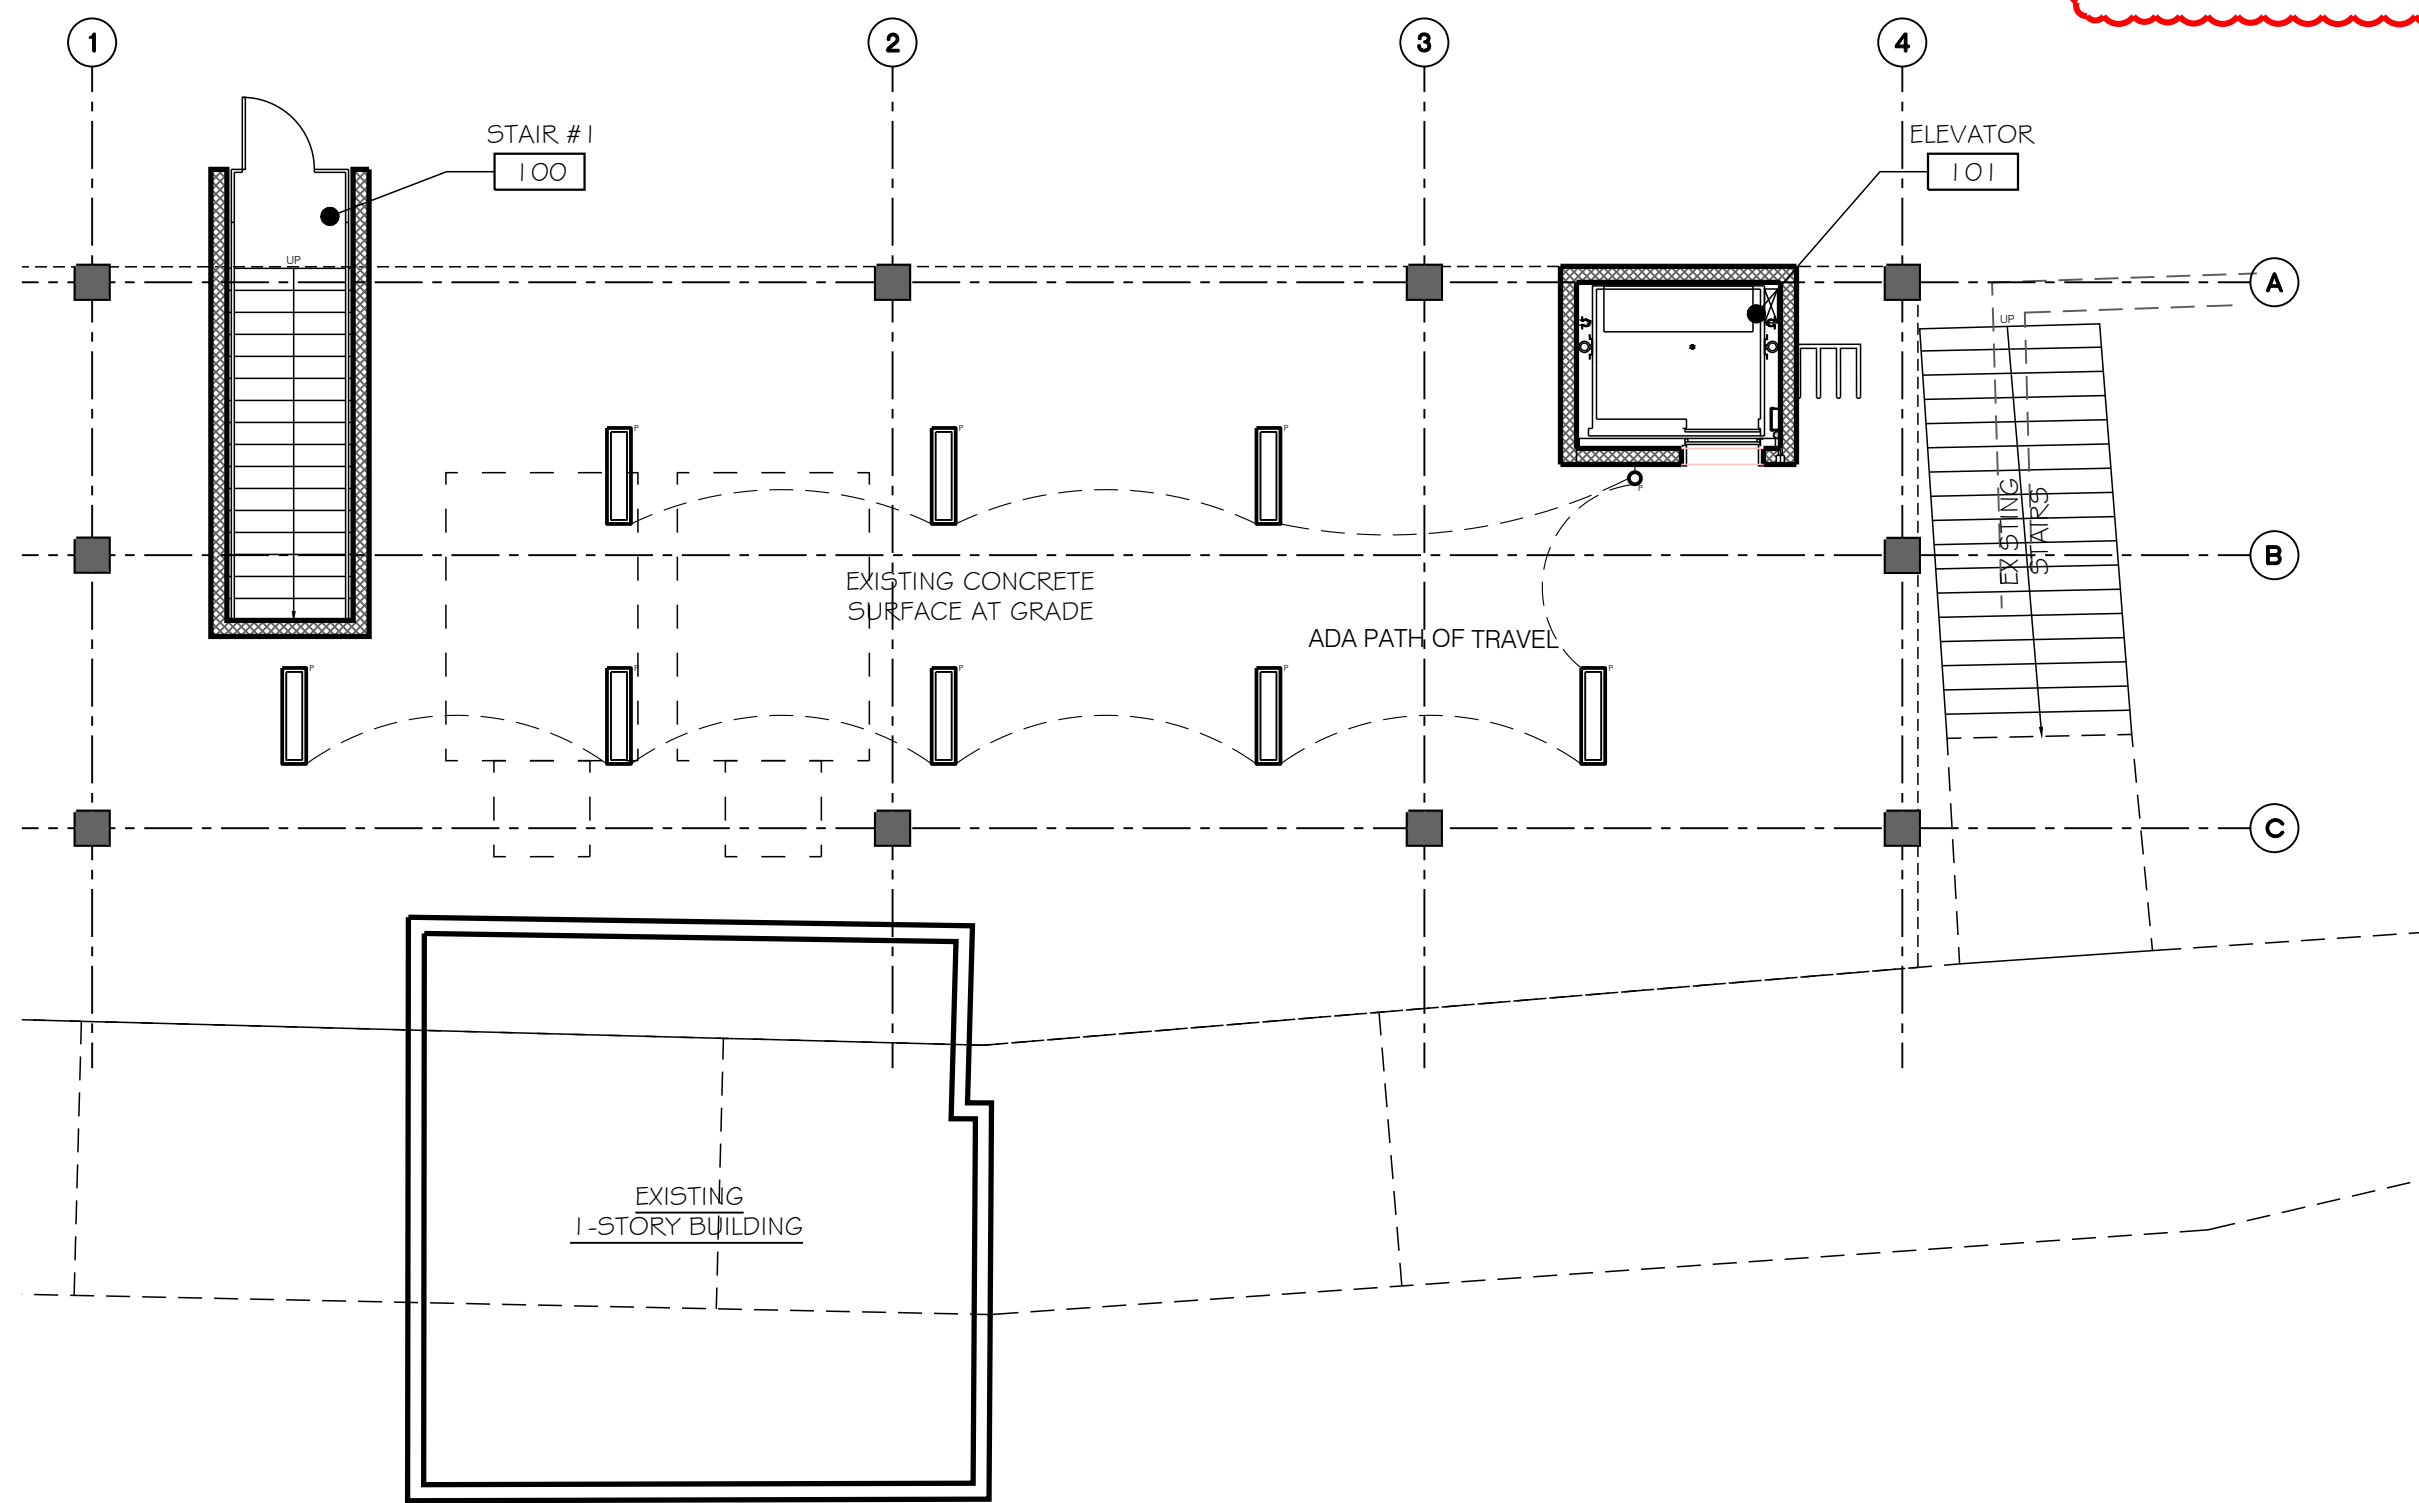 1
2
3
4
STAIR #1
100
ELEVATOR
101
UP
A
UP
P
P
P
P
EXISTING
STAIRS
B
EXISTING CONCRETE
SURFACE AT GRADE
ADA PATH OF TRAVEL
P
P
P
P
P
C
EXISTING
1-STORY BUILDING